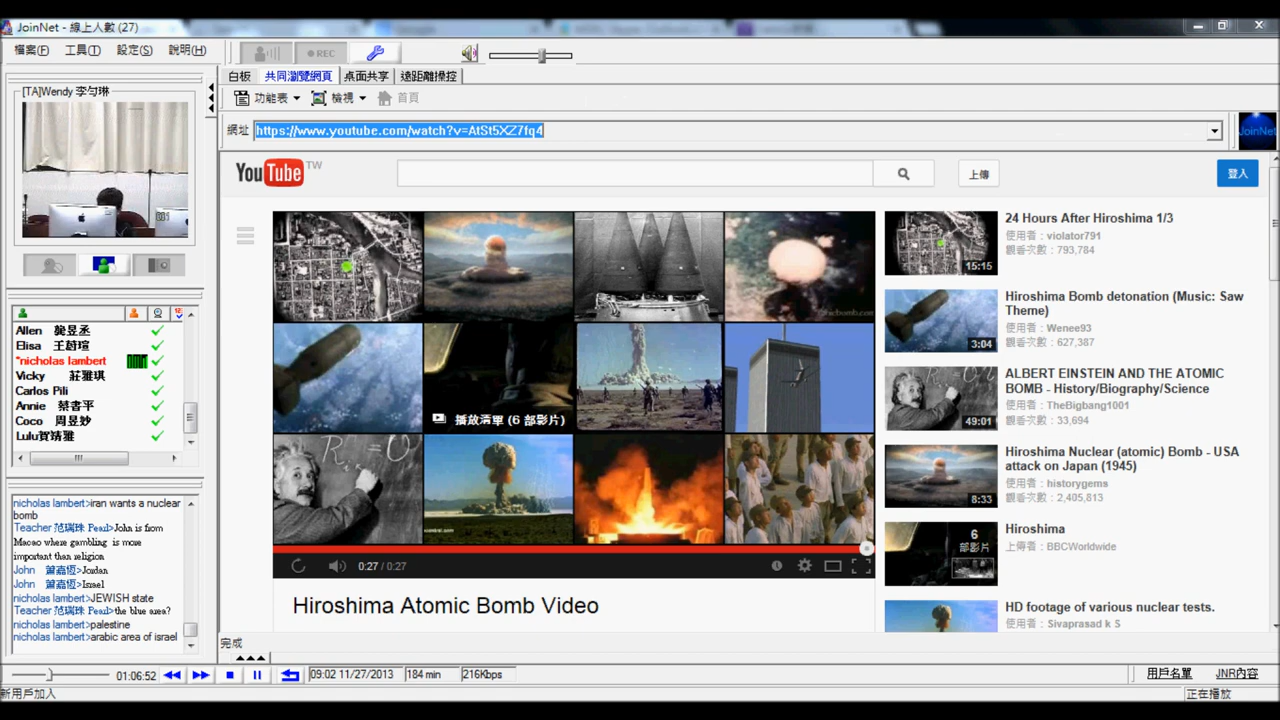 JoinNet - 線上人數 (27)
檔案(F) 工具(T) 設定(S) 說明(H)
REC
[TA]Wendy 李勻琳
白板 共同瀏覽網頁 桌面共享 遠距離操控
功能表 檢視 首頁
網址 https://www.youtube.com/watch?v=AtSt5XZ7fq4
JoinNet
YouTube TW
上傳
登入
24 Hours After Hiroshima 1/3
使用者：violator791
觀看次數：793,784
15:15
Hiroshima Bomb detonation (Music: Saw
Theme)
使用者：Wenee93
觀看次數：627,387
3:04
ALBERT EINSTEIN AND THE ATOMIC
BOMB - History/Biography/Science
使用者：TheBigbang1001
觀看次數：33,694
49:01
Hiroshima Nuclear (atomic) Bomb - USA
attack on Japan (1945)
使用者：historygems
觀看次數：2,405,813
8:33
Hiroshima
上傳者：BBCWorldwide
6
部影片
HD footage of various nuclear tests.
使用者：Sivaprasad k S
播放清單 (6 部影片)
0:27 / 0:27
Hiroshima Atomic Bomb Video
完成
Allen 龔昱丞
Elisa 王蔚瑄
*nicholas lambert
Vicky 莊雅琪
Carlos Pili
Annie 蔡書平
Coco 周昱妙
Lulu賀婧雅
nicholas lambert>iran wants a nuclear
bomb
Teacher 范瑞珠 Pearl>John is from
Macao where gambling is more
important than religion
John 葉嘉恆>Jordan
John 葉嘉恆>Israel
nicholas lambert>JEWISH state
Teacher 范瑞珠 Pearl>the blue area?
nicholas lambert>palestine
nicholas lambert>arabic area of israel
01:06:52 09:02 11/27/2013 184 min 216Kbps 用戶名單 JNR內容
新用戶加入 正在播放